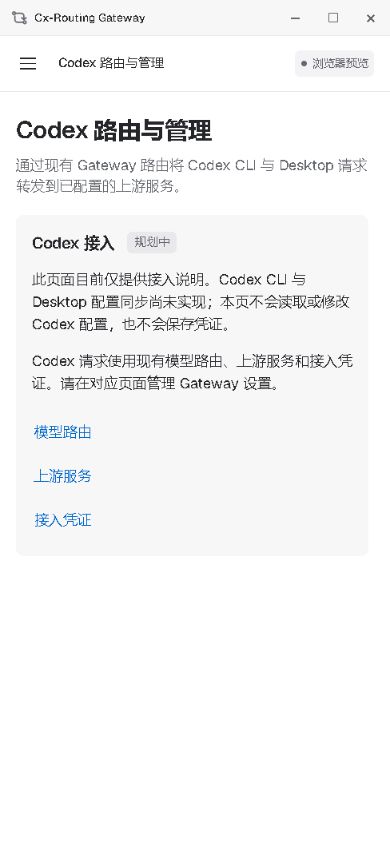 Cx-Routing Gateway
Codex 路由与管理
浏览器预览
Codex 路由与管理
通过现有 Gateway 路由将 Codex CLI 与 Desktop 请求
转发到已配置的上游服务。
Codex 接入
规划中
此页面目前仅提供接入说明。Codex CLI 与
Desktop 配置同步尚未实现；本页不会读取或修改
Codex 配置，也不会保存凭证。
Codex 请求使用现有模型路由、上游服务和接入凭
证。请在对应页面管理 Gateway 设置。
模型路由
上游服务
接入凭证